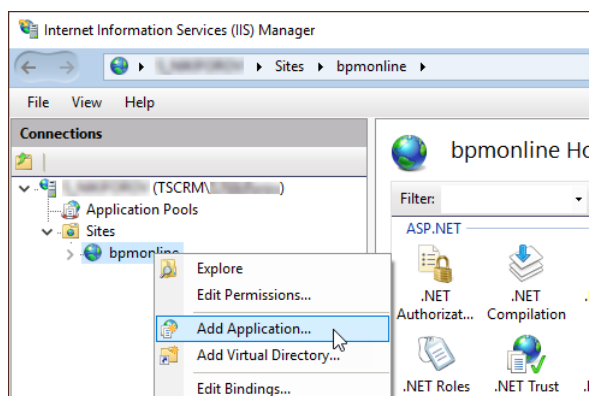 Internet Information Services (IIS) Manager
Sites bpmonline
File View Help
Connections
bpmonline Ho
(TSCRM\ )
Filter:
Application Pools
ASP.NET
Sites
bpmonline
Explore
Edit Permissions...
.NET .NET
Authorizat... Compilation
Add Application...
Add Virtual Directory...
Edit Bindings...
.NET Roles .NET Trust